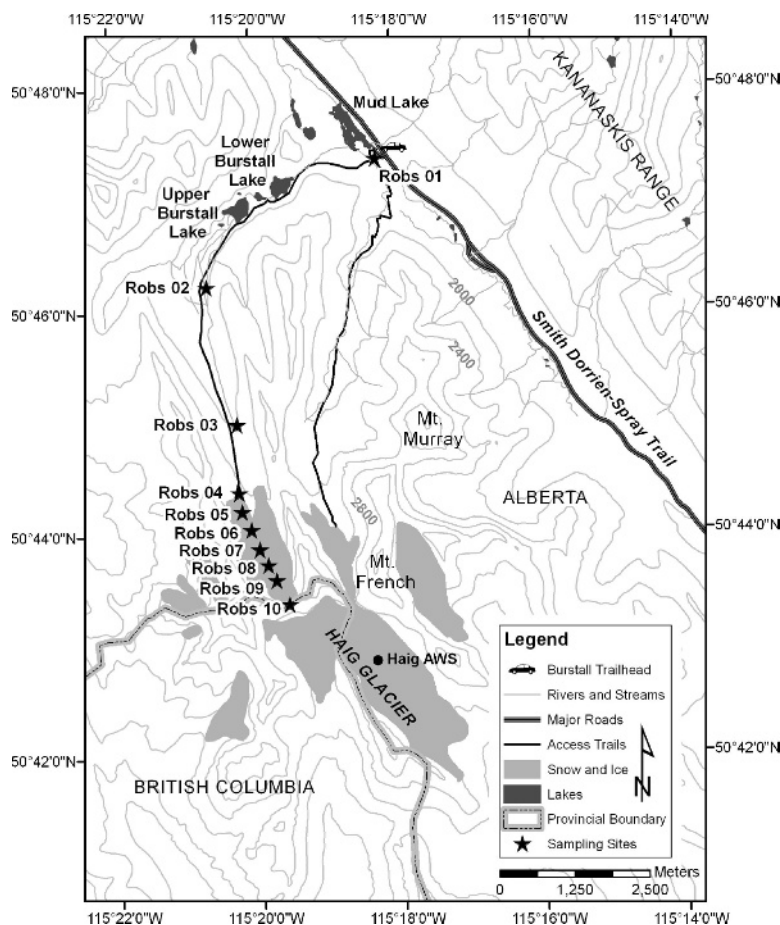 115°22'0"W
115°20'0"W
115°18'0"W
115°16'0"W
115°14'0"W
50°48'0"N
50°48'0"N
Mud Lake
KANANASKIS RANGE
Lower
Burstall
Lake
Robs 01
Upper
Burstall
Lake
Robs 02
2000
50°46'0"N
50°46'0"N
2400
Smith Dorrien-Spray Trail
Robs 03
Mt.
Murray
Robs 04
ALBERTA
Robs 05
2800
Robs 06
50°44'0"N
50°44'0"N
Robs 07
Mt.
French
Robs 08
Robs 09
Robs 10
HAIG GLACIER
Haig AWS
Legend
Burstall Trailhead
Rivers and Streams
Major Roads
Access Trails
Snow and Ice
N
Lakes
Provincial Boundary
Sampling Sites
Meters
0 1,250 2,500
50°42'0"N
50°42'0"N
BRITISH COLUMBIA
115°22'0"W
115°20'0"W
115°18'0"W
115°16'0"W
115°14'0"W